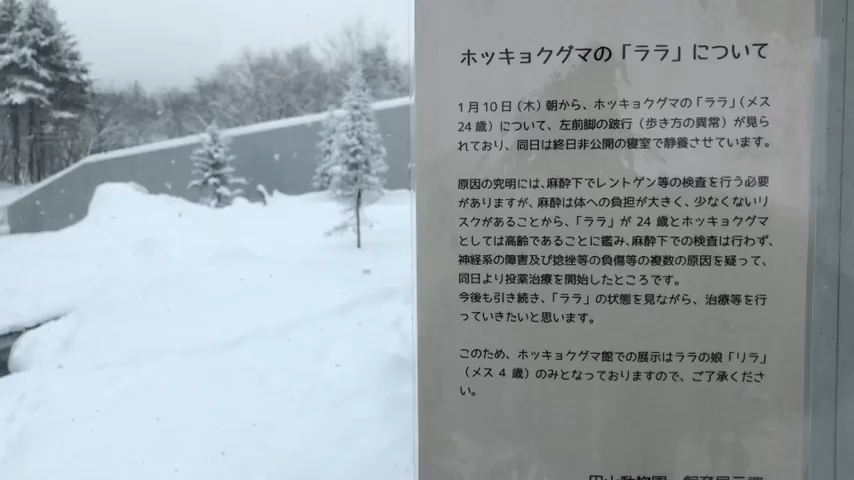 ホッキョクグマの「ララ」について
1月10日(木)朝から、ホッキョクグマの「ララ」(メス
24歳)について、左前脚の跛行(歩き方の異常)が見ら
れており、同日は終日非公開の寝室で静養させています。
原因の究明には、麻酔下でレントゲン等の検査を行う必要
がありますが、麻酔は体への負担が大きく、少なくないリ
スクがあることから、「ララ」が 24 歳とホッキョクグマ
としては高齢であることに鑑み、麻酔下での検査は行わず、
神経系の障害及び捻挫等の負傷等の複数の原因を疑って、
同日より投薬治療を開始したところです。
今後も引き続き、「ララ」の状態を見ながら、治療等を行
っていきたいと思います。
このため、ホッキョクグマ館での展示はララの娘「リラ」
(メス 4 歳)のみとなっておりますので、ご了承くださ
い。
円山動物園 飼育展示課